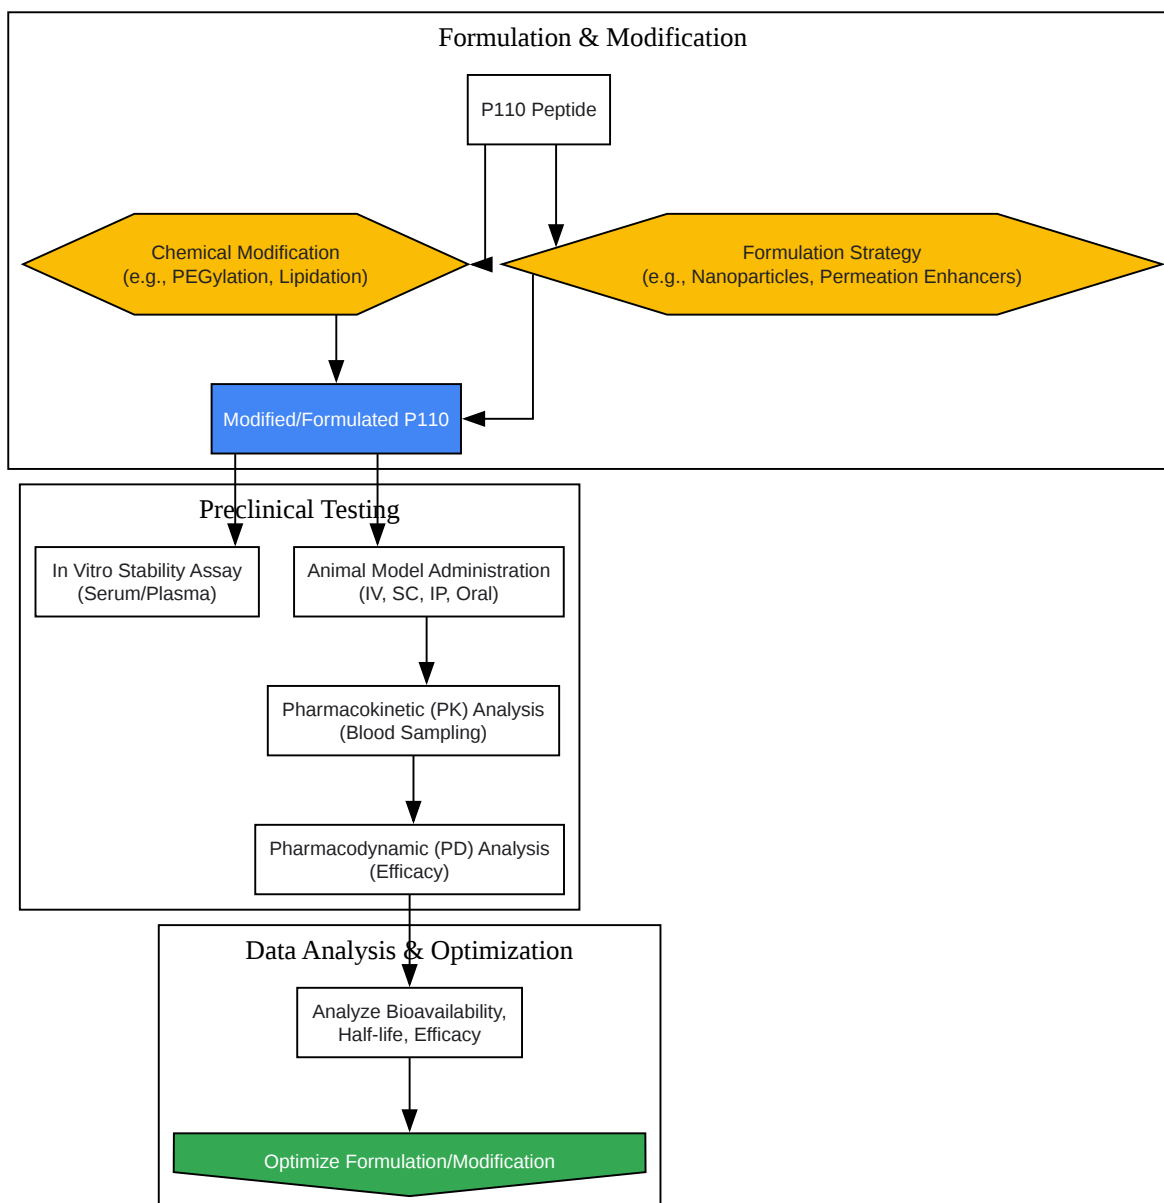 Formulation & Modification
P110 Peptide
Chemical Modification
(e.g., PEGylation, Lipidation)
Formulation Strategy
(e.g., Nanoparticles, Permeation Enhancers)
Modified/Formulated P110
Preclinical Testing
In Vitro Stability Assay
(Serum/Plasma)
Animal Model Administration
(IV, SC, IP, Oral)
Pharmacokinetic (PK) Analysis
(Blood Sampling)
Pharmacodynamic (PD) Analysis
(Efficacy)
Data Analysis & Optimization
Analyze Bioavailability,
Half-life, Efficacy
Optimize Formulation/Modification